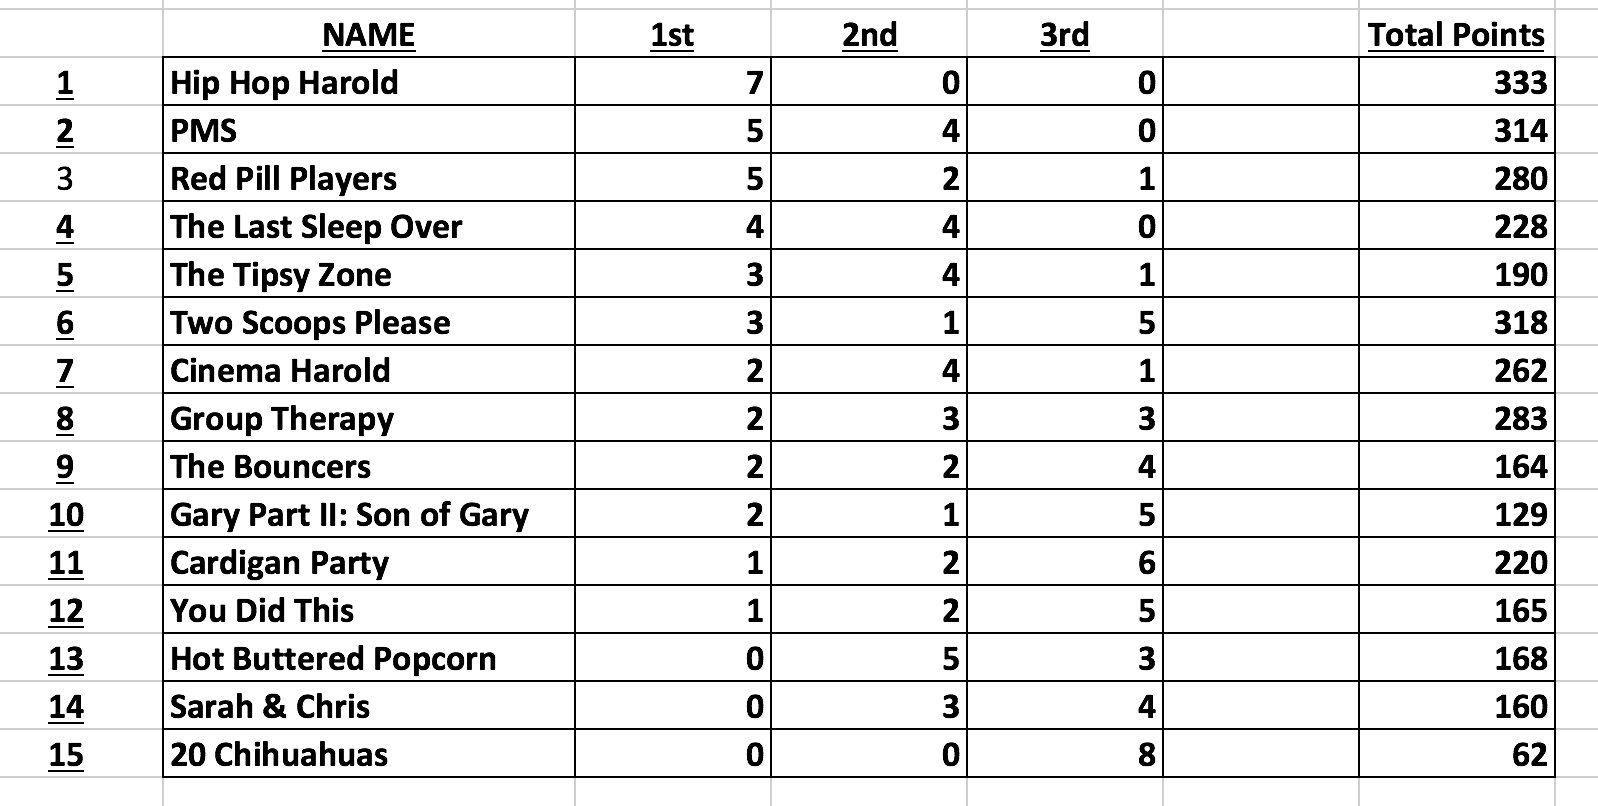 NAME 1st 2nd 3rd Total Points
1 Hip Hop Harold 7 0 0 333
2 PMS 5 4 0 314
3 Red Pill Players 5 2 1 280
4 The Last Sleep Over 4 4 0 228
5 The Tipsy Zone 3 4 1 190
6 Two Scoops Please 3 1 5 318
7 Cinema Harold 2 4 1 262
8 Group Therapy 2 3 3 283
9 The Bouncers 2 2 4 164
10 Gary Part II: Son of Gary 2 1 5 129
11 Cardigan Party 1 2 6 220
12 You Did This 1 2 5 165
13 Hot Buttered Popcorn 0 5 3 168
14 Sarah & Chris 0 3 4 160
15 20 Chihuahuas 0 0 8 62